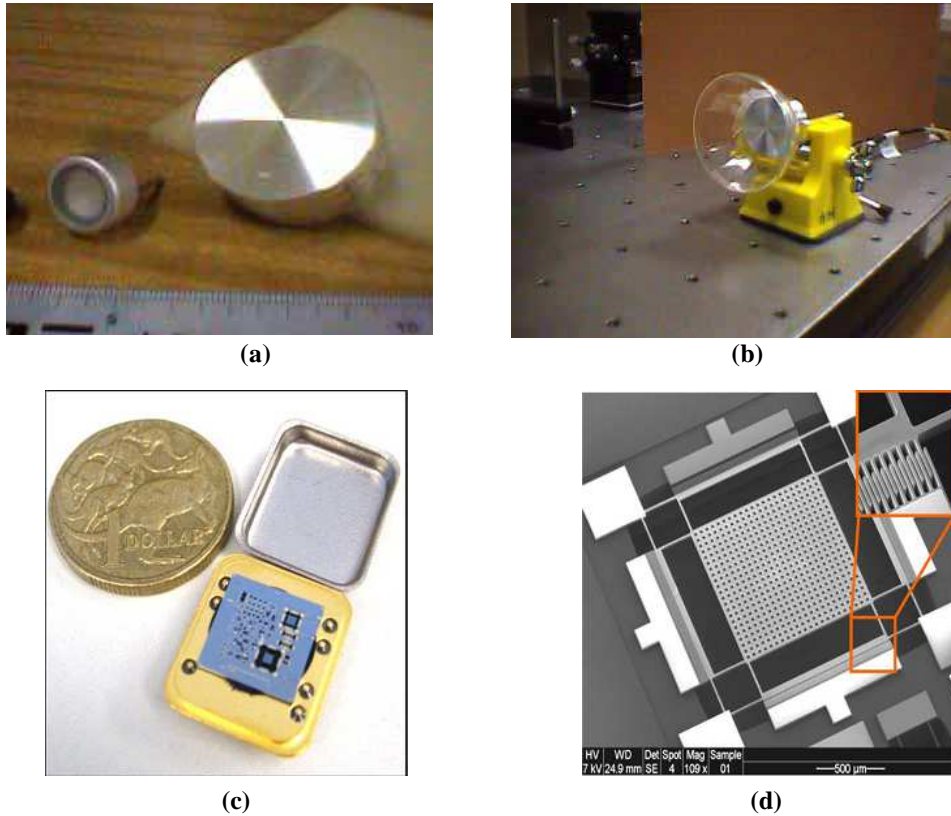 (a)
(b)
1
DOLLAR
(c)
HV WD Det Spot Mag Sample
7 kV 24.9 mm SE 4 109 x 01 500 µm
(d)